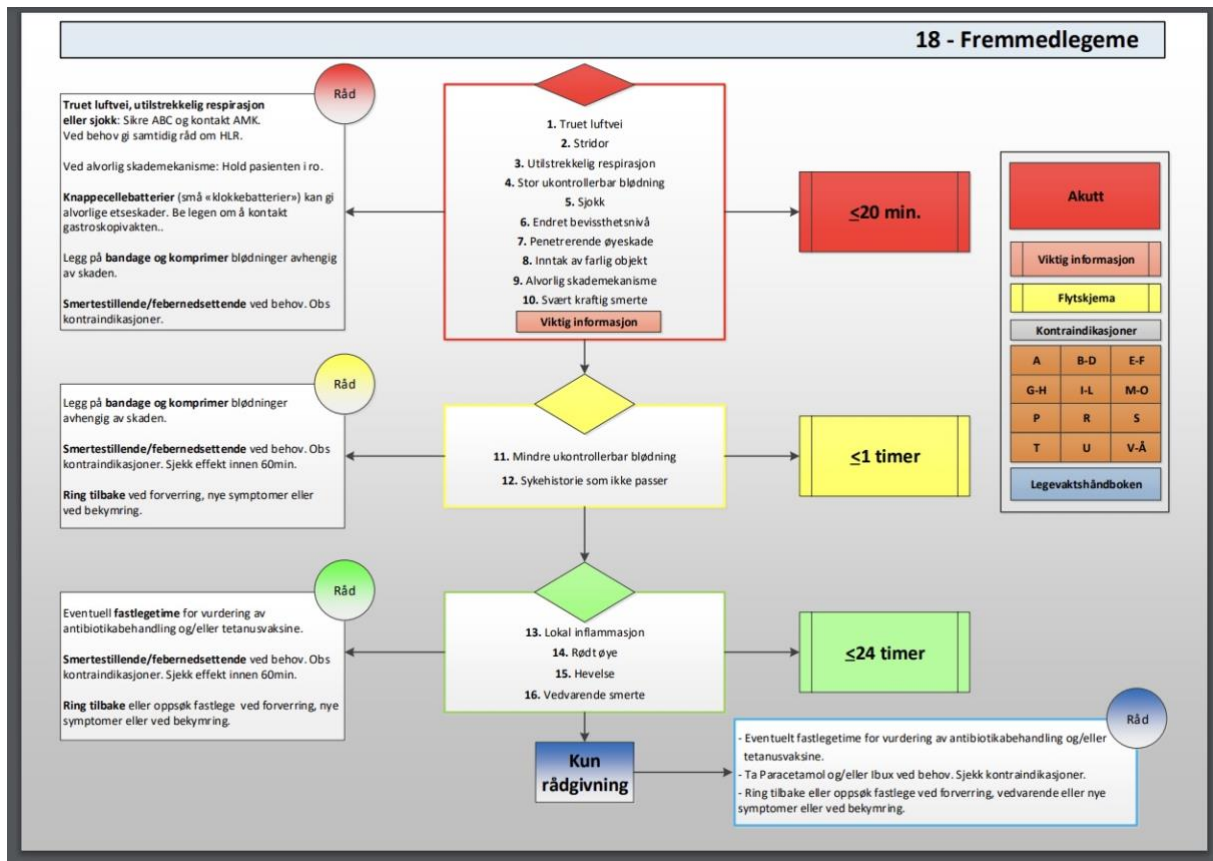 18 - Fremmedlegeme
Råd
Truet luftvei, utilstrekkelig respirasjon
eller sjokk: Sikre ABC og kontakt AMK.
Ved behov gi samtidig råd om HLR.
Ved alvorlig skademekanisme: Hold pasienten i ro.
Knappecellebatterier (små «klokkebatterier») kan gi
alvorlige etseskader. Be legen om å kontakt
gastroskopivakten..
Legg på bandage og komprimer blødninger avhengig
av skaden.
Smertestillende/febernedsettende ved behov. Obs
kontraindikasjoner.
1. Truet luftvei
2. Stridor
3. Utilstrekkelig respirasjon
4. Stor ukontrollerbar blødning
5. Sjokk
6. Endret bevissthetsnivå
7. Penetrerende øyeskade
8. Inntak av farlig objekt
9. Alvorlig skademekanisme
10. Svært kraftig smerte
Viktig informasjon
≤20 min.
Akutt
Viktig informasjon
Flytskjema
Kontraindikasjoner
A B-D E-F
G-H I-L M-O
P R S
T U V-Å
Legevaktshåndboken
Råd
Legg på bandage og komprimer blødninger
avhengig av skaden.
Smertestillende/febernedsettende ved behov. Obs
kontraindikasjoner. Sjekk effekt innen 60min.
Ring tilbake ved forverring, nye symptomer eller
ved bekymring.
11. Mindre ukontrollerbar blødning
12. Sykehistorie som ikke passer
≤1 timer
Råd
Eventuell fastlegetime for vurdering av
antibiotikabehandling og/eller tetanusvaksine.
Smertestillende/febernedsettende ved behov. Obs
kontraindikasjoner. Sjekk effekt innen 60min.
Ring tilbake eller oppsøk fastlege ved forverring, nye
symptomer eller ved bekymring.
13. Lokal inflammasjon
14. Rødt øye
15. Hevelse
16. Vedvarende smerte
≤24 timer
Kun
rådgivning
Råd
- Eventuelt fastlegetime for vurdering av antibiotikabehandling og/eller
tetanusvaksine.
- Ta Paracetamol og/eller Ibux ved behov. Sjekk kontraindikasjoner.
- Ring tilbake eller oppsøk fastlege ved forverring, vedvarende eller nye
symptomer eller ved bekymring.